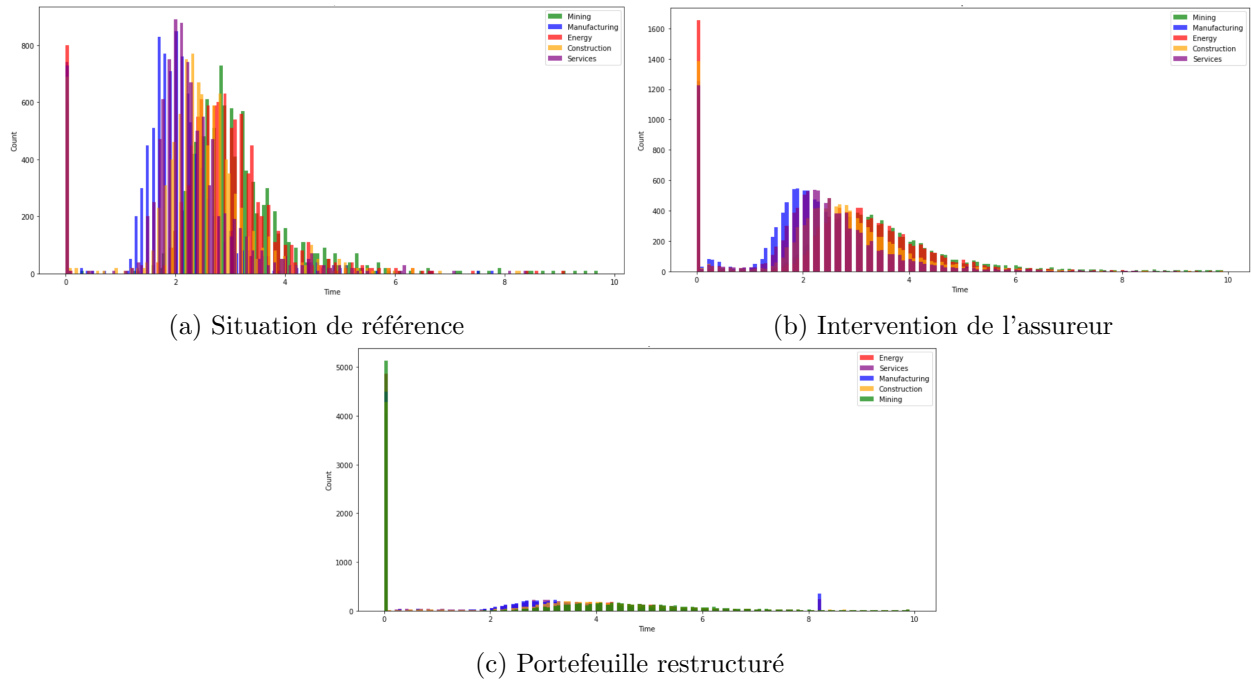 Mining
Manufacturing
Energy
Construction
Services
800
600
400
200
0
Count
0
2
4
6
8
10
Time
(a) Situation de référence
Mining
Manufacturing
Energy
Construction
Services
1600
1400
1200
1000
800
600
400
200
0
Count
0
2
4
6
8
10
Time
(b) Intervention de l'assureur
Energy
Services
Manufacturing
Construction
Mining
5000
4000
3000
2000
1000
0
Count
0
2
4
6
8
10
Time
(c) Portefeuille restructuré